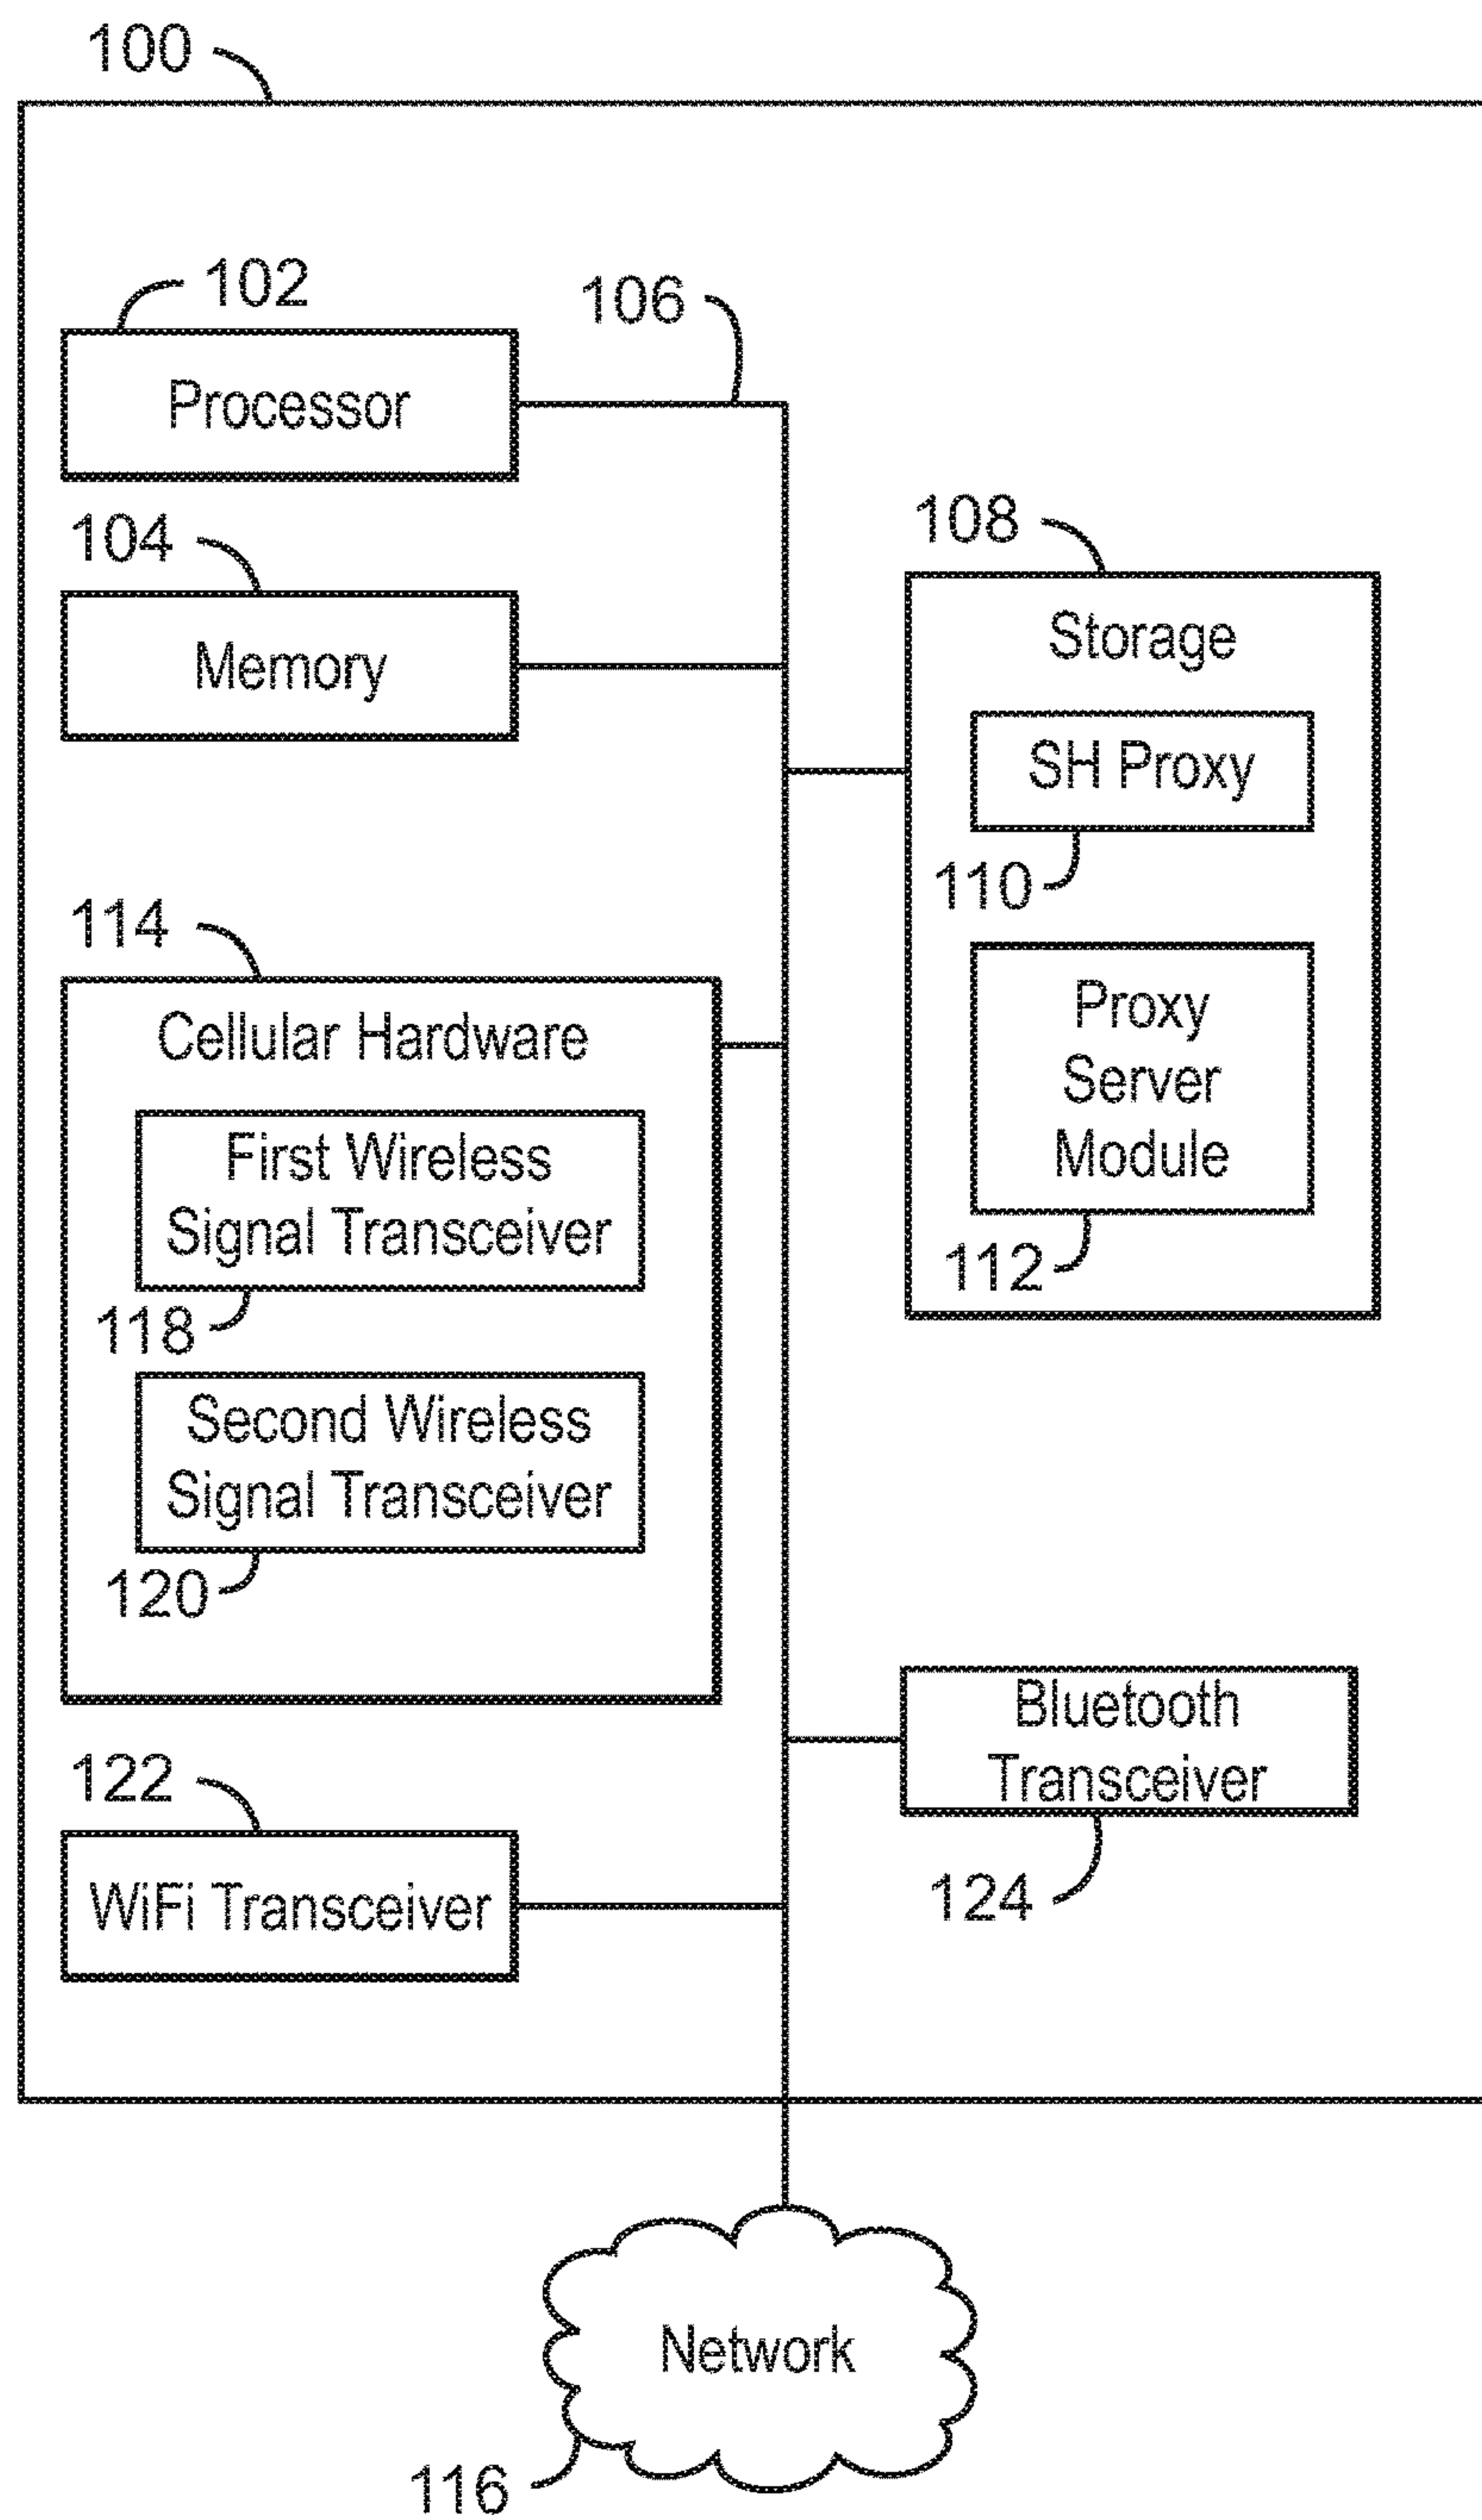 100
102
106
Processor
104
108
Memory
Storage
SH Proxy
110
114
Cellular Hardware
Proxy
Server
Module
112
First Wireless
Signal Transceiver
118
Second Wireless
Signal Transceiver
120
Bluetooth
Transceiver
124
122
WiFi Transceiver
Network
116